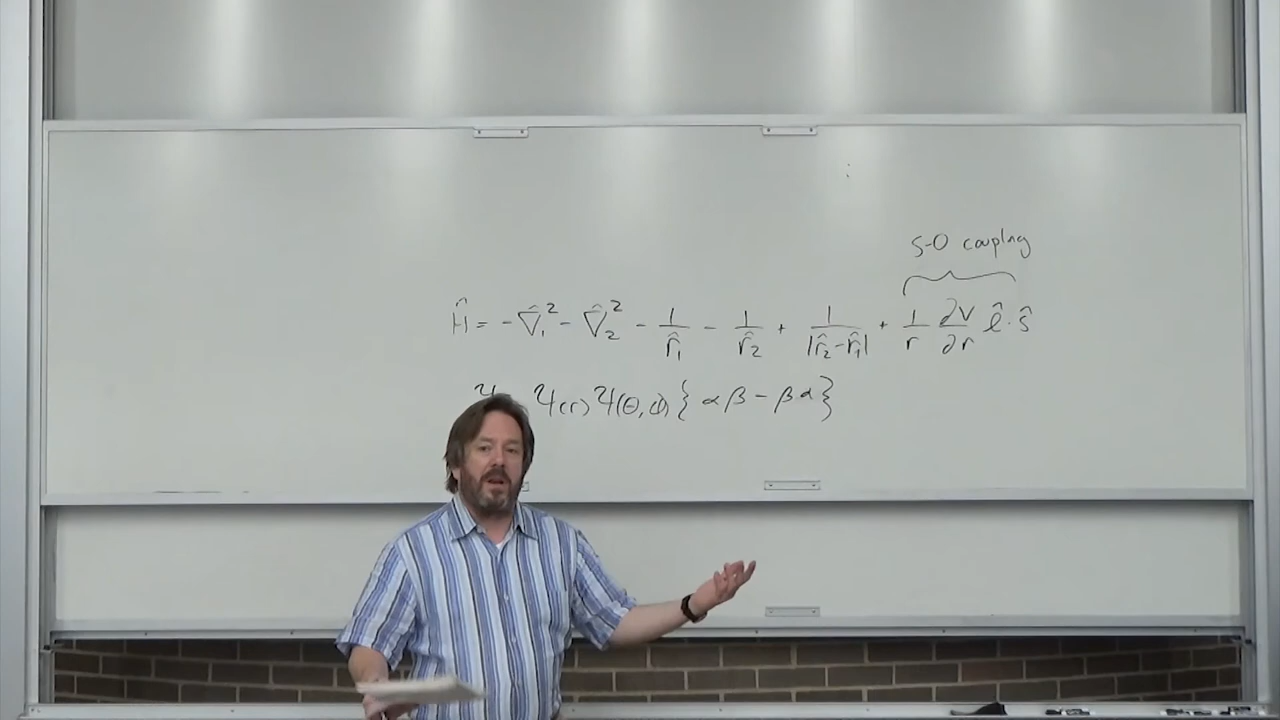 S-O coupling
Ĥ = -∇̂₁² - ∇̂₂² - 1/r̂₁ - 1/r̂₂ + 1/|r̂₂-r̂₁| + 1/r ∂V/∂r ℓ̂·ŝ
Ψ Ψ(r) Ψ(θ,ϕ) { αβ - βα }